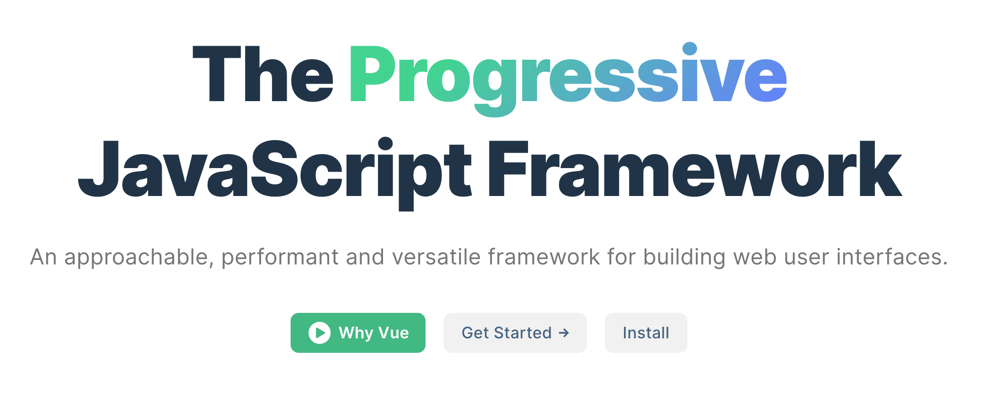 The Progressive
JavaScript Framework
An approachable, performant and versatile framework for building web user interfaces.
Why Vue
Get Started →
Install